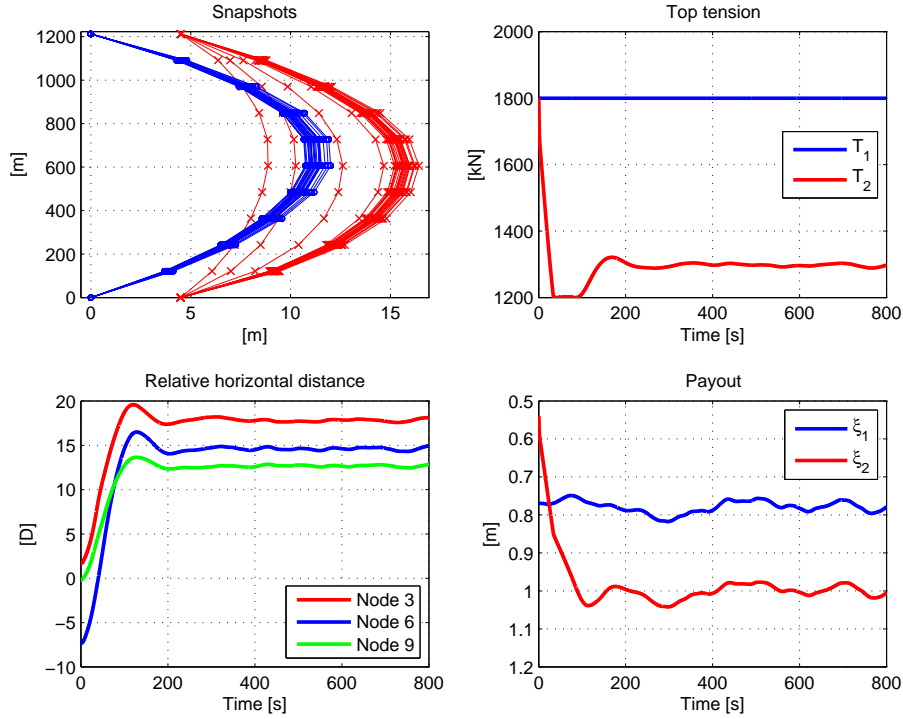 Snapshots
1200
1000
800
600
400
200
0
[m]
0
5
10
15
[m]
Top tension
2000
1800
1600
1400
1200
[kN]
T1
T2
0
200
400
600
800
Time [s]
Relative horizontal distance
20
15
10
5
0
−5
−10
[D]
Node 3
Node 6
Node 9
0
200
400
600
800
Time [s]
Payout
0.5
0.6
0.7
0.8
0.9
1
1.1
1.2
[m]
ξ1
ξ2
0
200
400
600
800
Time [s]